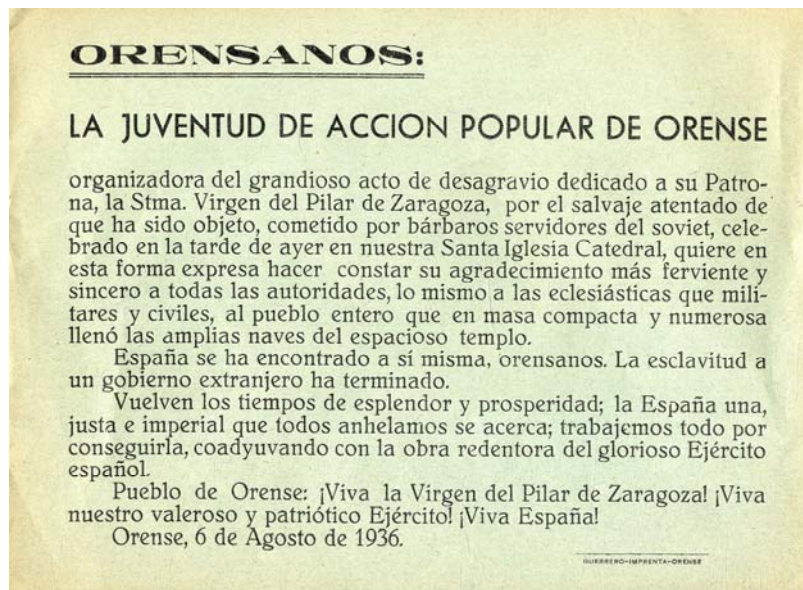 ORENSANOS:
LA JUVENTUD DE ACCION POPULAR DE ORENSE
organizadora del grandioso acto de desagravio dedicado a su Patro-
na, la Stma. Virgen del Pilar de Zaragoza, por el salvaje atentado de
que ha sido objeto, cometido por bárbaros servidores del soviet, cele-
brado en la tarde de ayer en nuestra Santa Iglesia Catedral, quiere en
esta forma expresa hacer constar su agradecimiento más ferviente y
sincero a todas las autoridades, lo mismo a las eclesiásticas que mili-
tares y civiles, al pueblo entero que en masa compacta y numerosa
llenó las amplias naves del espacioso templo.
España se ha encontrado a sí misma, orensanos. La esclavitud a
un gobierno extranjero ha terminado.
Vuelven los tiempos de esplendor y prosperidad; la España una,
justa e imperial que todos anhelamos se acerca; trabajemos todo por
conseguirla, coadyuvando con la obra redentora del glorioso Ejército
español.
Pueblo de Orense: ¡Viva la Virgen del Pilar de Zaragoza! ¡Viva
nuestro valeroso y patriótico Ejército! ¡Viva España!
Orense, 6 de Agosto de 1936.
GUERRERO-IMPRENTA-ORENSE